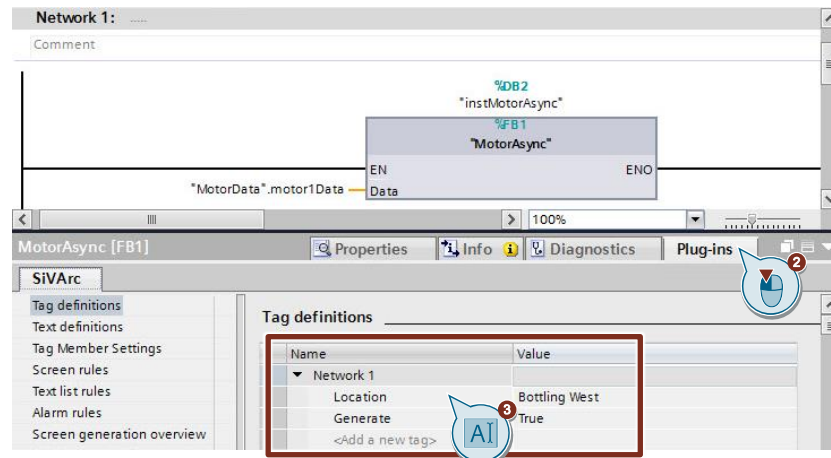 Network 1: .....
Comment
%DB2
"instMotorAsync"
%FB1
"MotorAsync"
EN ENO
"MotorData".motor1Data Data
100%
MotorAsync [FB1] Properties Info Diagnostics Plug-ins
2
SiVArc
Tag definitions
Text definitions
Tag Member Settings
Screen rules
Text list rules
Alarm rules
Screen generation overview
Tag definitions
Name Value
Network 1
Location Bottling West
Generate True
<Add a new tag>
3
AI